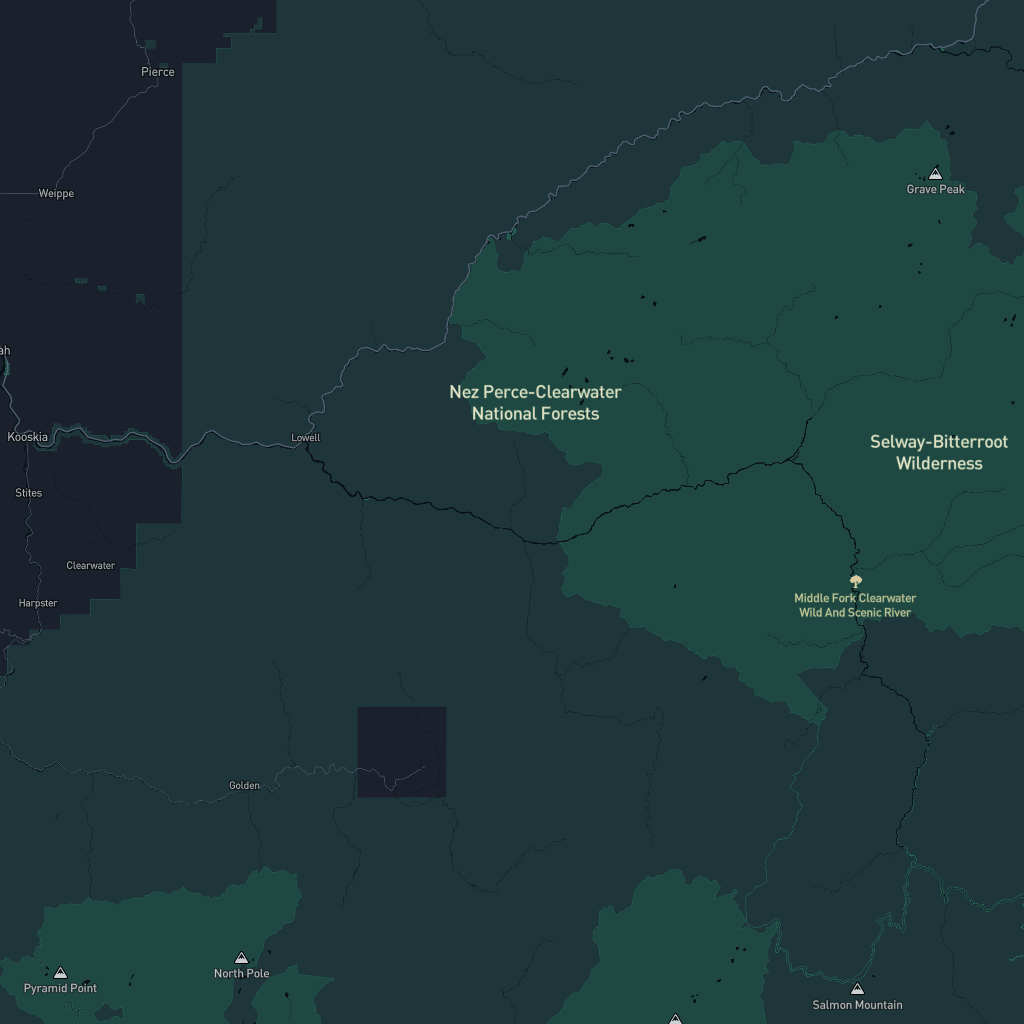 Pierce
Grave Peak
Weippe
ah
Nez Perce-Clearwater
National Forests
Kooskia
Lowell
Selway-Bitterroot
Wilderness
Stites
Clearwater
Harpster
Middle Fork Clearwater
Wild And Scenic River
Golden
North Pole
Pyramid Point
Salmon Mountain